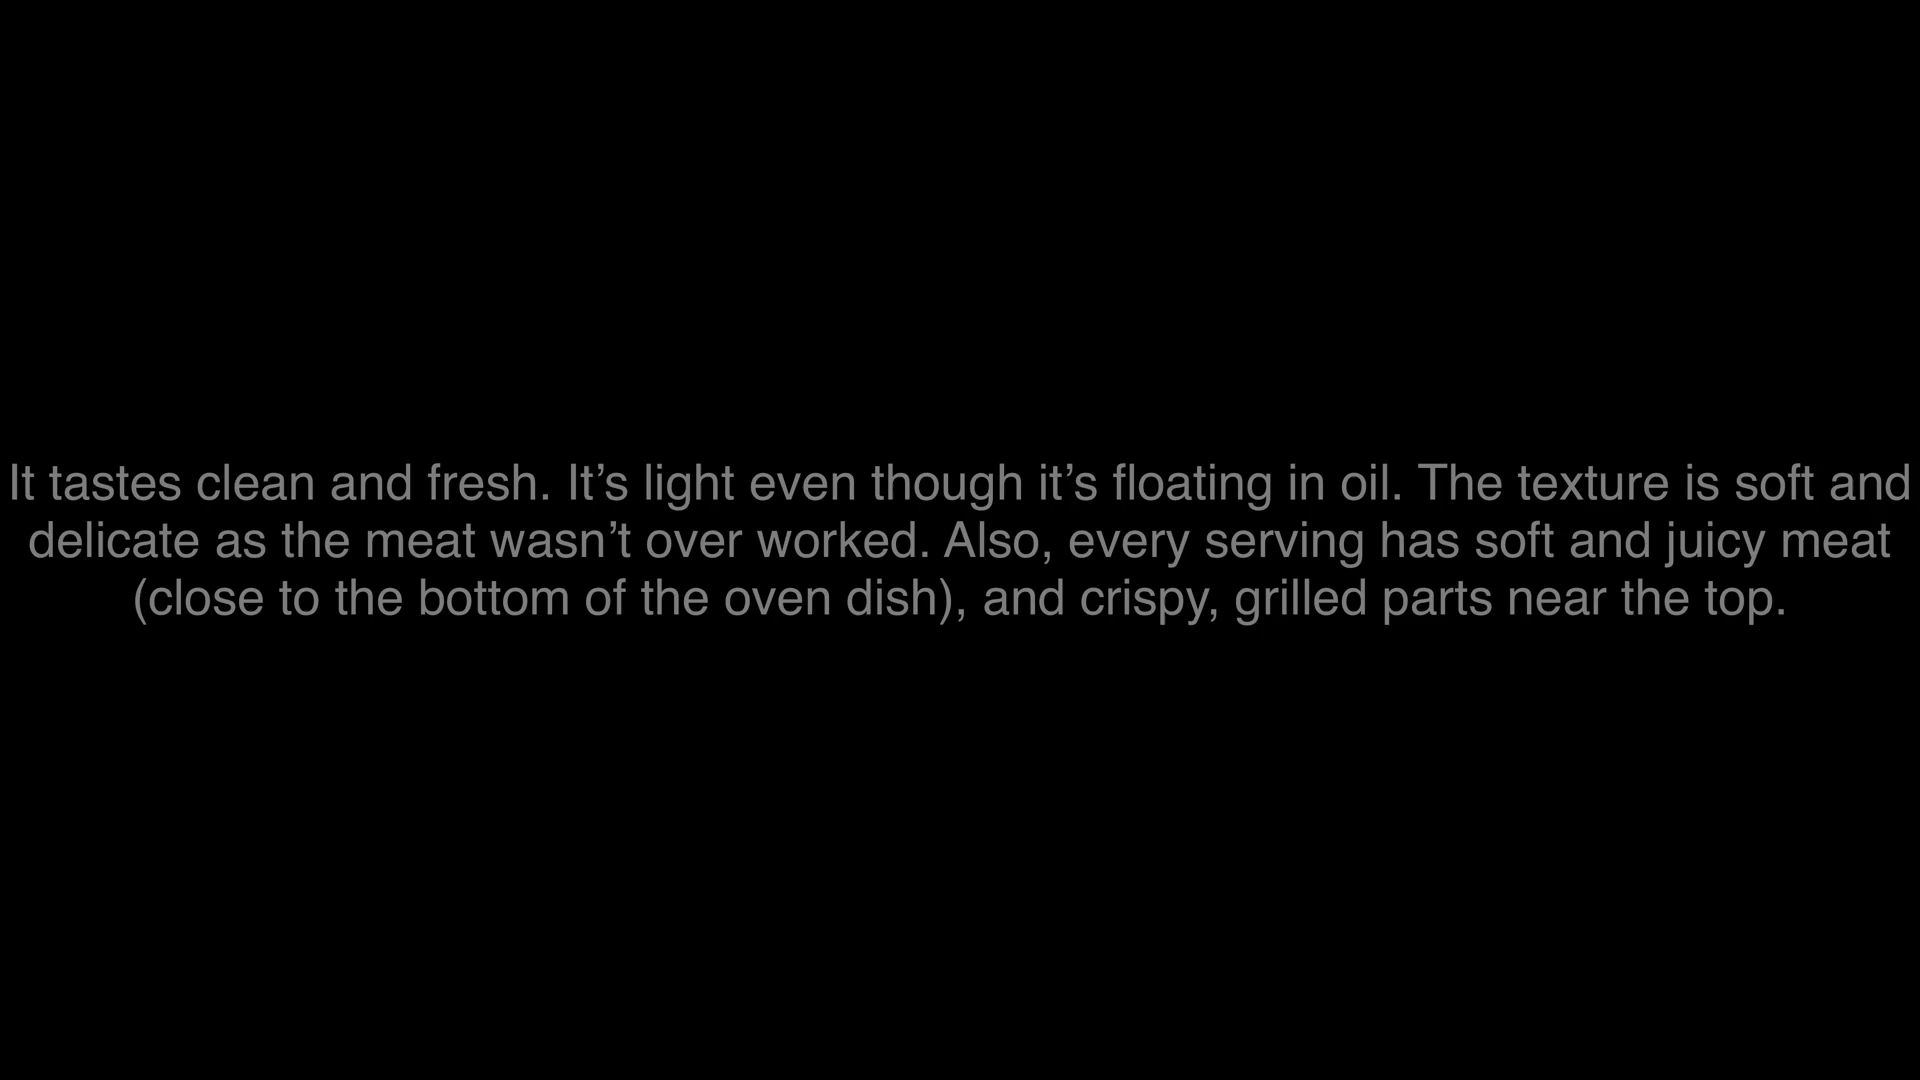 It tastes clean and fresh. It’s light even though it’s floating in oil. The texture is soft and
delicate as the meat wasn’t over worked. Also, every serving has soft and juicy meat
(close to the bottom of the oven dish), and crispy, grilled parts near the top.